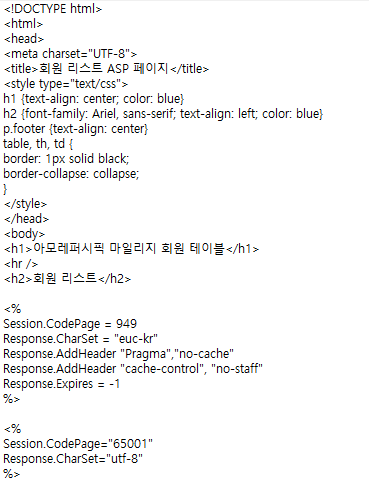 <!DOCTYPE html>
<html>
<head>
<meta charset="UTF-8">
<title>회원 리스트 ASP 페이지</title>
<style type="text/css">
h1 {text-align: center; color: blue}
h2 {font-family: Ariel, sans-serif; text-align: left; color: blue}
p.footer {text-align: center}
table, th, td {
border: 1px solid black;
border-collapse: collapse;
}
</style>
</head>
<body>
<h1>아모레퍼시픽 마일리지 회원 테이블</h1>
<hr />
<h2>회원 리스트</h2>

<%
Session.CodePage = 949
Response.CharSet = "euc-kr"
Response.AddHeader "Pragma","no-cache"
Response.AddHeader "cache-control", "no-staff"
Response.Expires = -1
%>

<%
Session.CodePage="65001"
Response.CharSet="utf-8"
%>